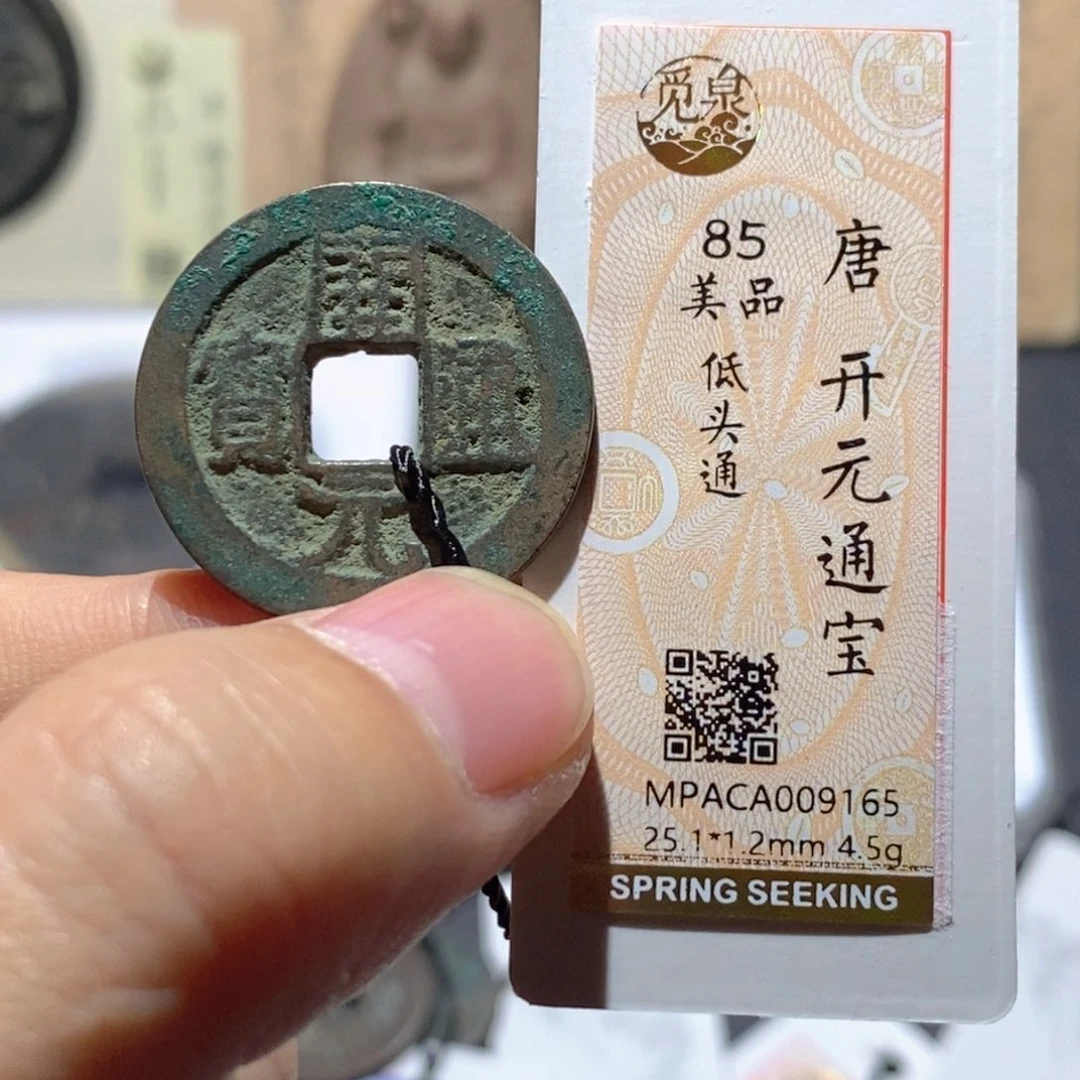 開元通寳
觅泉
唐 开元通宝
85
美品
低头通
MPACA009165
25.1*1.2mm 4.5g
SPRING SEEKING